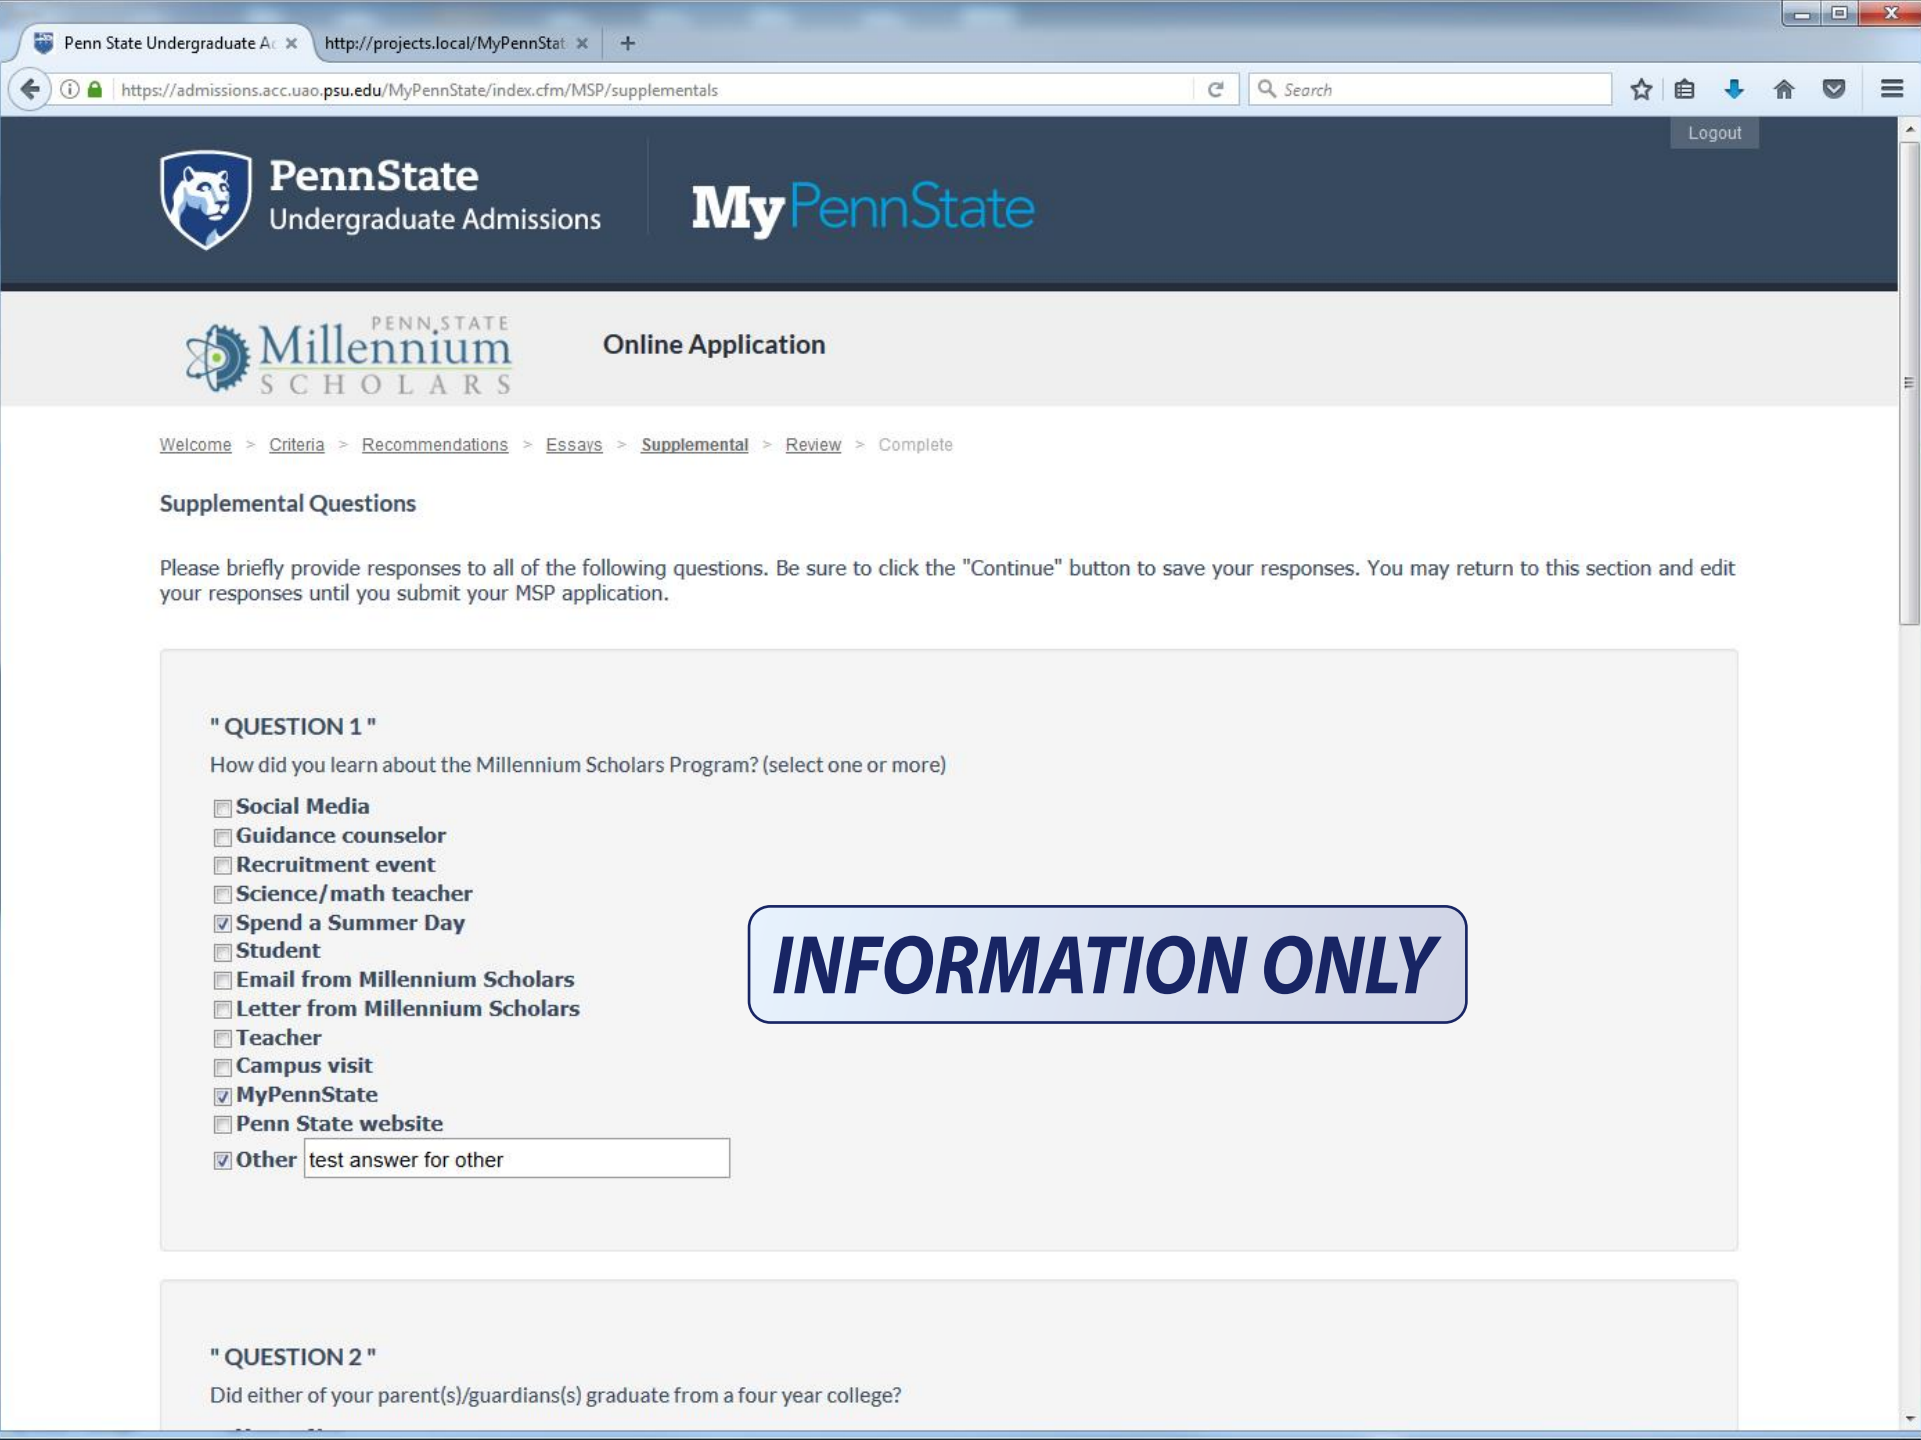 Penn State Undergraduate Ac
http://projects.local/MyPennStat
https://admissions.acc.uao.psu.edu/MyPennState/index.cfm/MSP/supplementals
Search
Logout
PennState
Undergraduate Admissions
MyPennState
PENN STATE
Millennium
SCHOLARS
Online Application
Welcome > Criteria > Recommendations > Essays > Supplemental > Review > Complete
Supplemental Questions
Please briefly provide responses to all of the following questions. Be sure to click the "Continue" button to save your responses. You may return to this section and edit
your responses until you submit your MSP application.
" QUESTION 1 "
How did you learn about the Millennium Scholars Program? (select one or more)
Social Media
Guidance counselor
Recruitment event
Science/math teacher
Spend a Summer Day
Student
Email from Millennium Scholars
Letter from Millennium Scholars
Teacher
Campus visit
MyPennState
Penn State website
Other test answer for other
INFORMATION ONLY
" QUESTION 2 "
Did either of your parent(s)/guardians(s) graduate from a four year college?